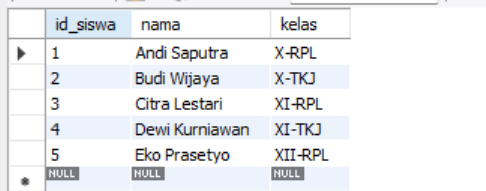 id_siswa nama kelas
1 Andi Saputra X-RPL
2 Budi Wijaya X-TKJ
3 Citra Lestari XI-RPL
4 Dewi Kurniawan XI-TKJ
5 Eko Prasetyo XII-RPL
NULL NULL NULL